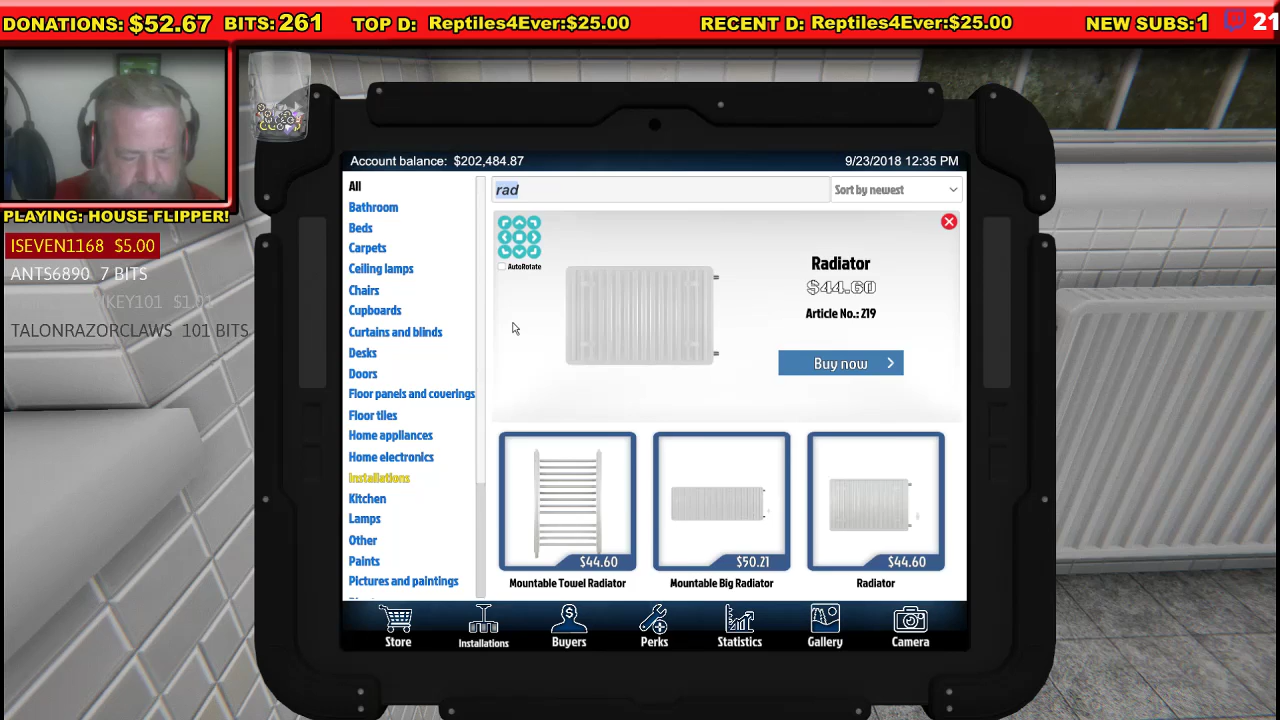 DONATIONS: $52.67 BITS: 261 TOP D: Reptiles4Ever:$25.00 RECENT D: Reptiles4Ever:$25.00 NEW SUBS: 1 21
PLAYING: HOUSE FLIPPER!
ISEVEN1168 $5.00
ANTS6890 7 BITS
KEY101 $1.01
TALONRAZORCLAWS 101 BITS
Account balance: $202,484.87
9/23/2018 12:35 PM
All
Bathroom
Beds
Carpets
Ceiling lamps
Chairs
Cupboards
Curtains and blinds
Desks
Doors
Floor panels and coverings
Floor tiles
Home appliances
Home electronics
Installations
Kitchen
Lamps
Other
Paints
Pictures and paintings
rad
Sort by newest
AutoRotate
Radiator
$44.60
Article No.: 219
Buy now
$44.60
Mountable Towel Radiator
$50.21
Mountable Big Radiator
$44.60
Radiator
Store
Installations
Buyers
Perks
Statistics
Gallery
Camera